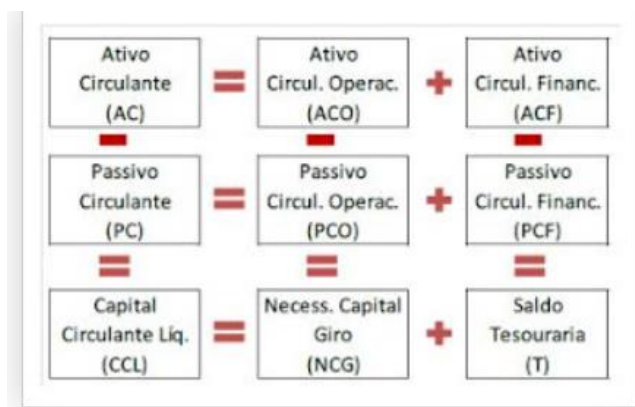 Ativo
Circulante
(AC)
=
Ativo
Circul. Operac.
(ACO)
+
Ativo
Circul. Financ.
(ACF)
-
-
-
Passivo
Circulante
(PC)
=
Passivo
Circul. Operac.
(PCO)
+
Passivo
Circul. Financ.
(PCF)
=
=
=
Capital
Circulante Líq.
(CCL)
=
Necess. Capital
Giro
(NCG)
+
Saldo
Tesouraria
(T)